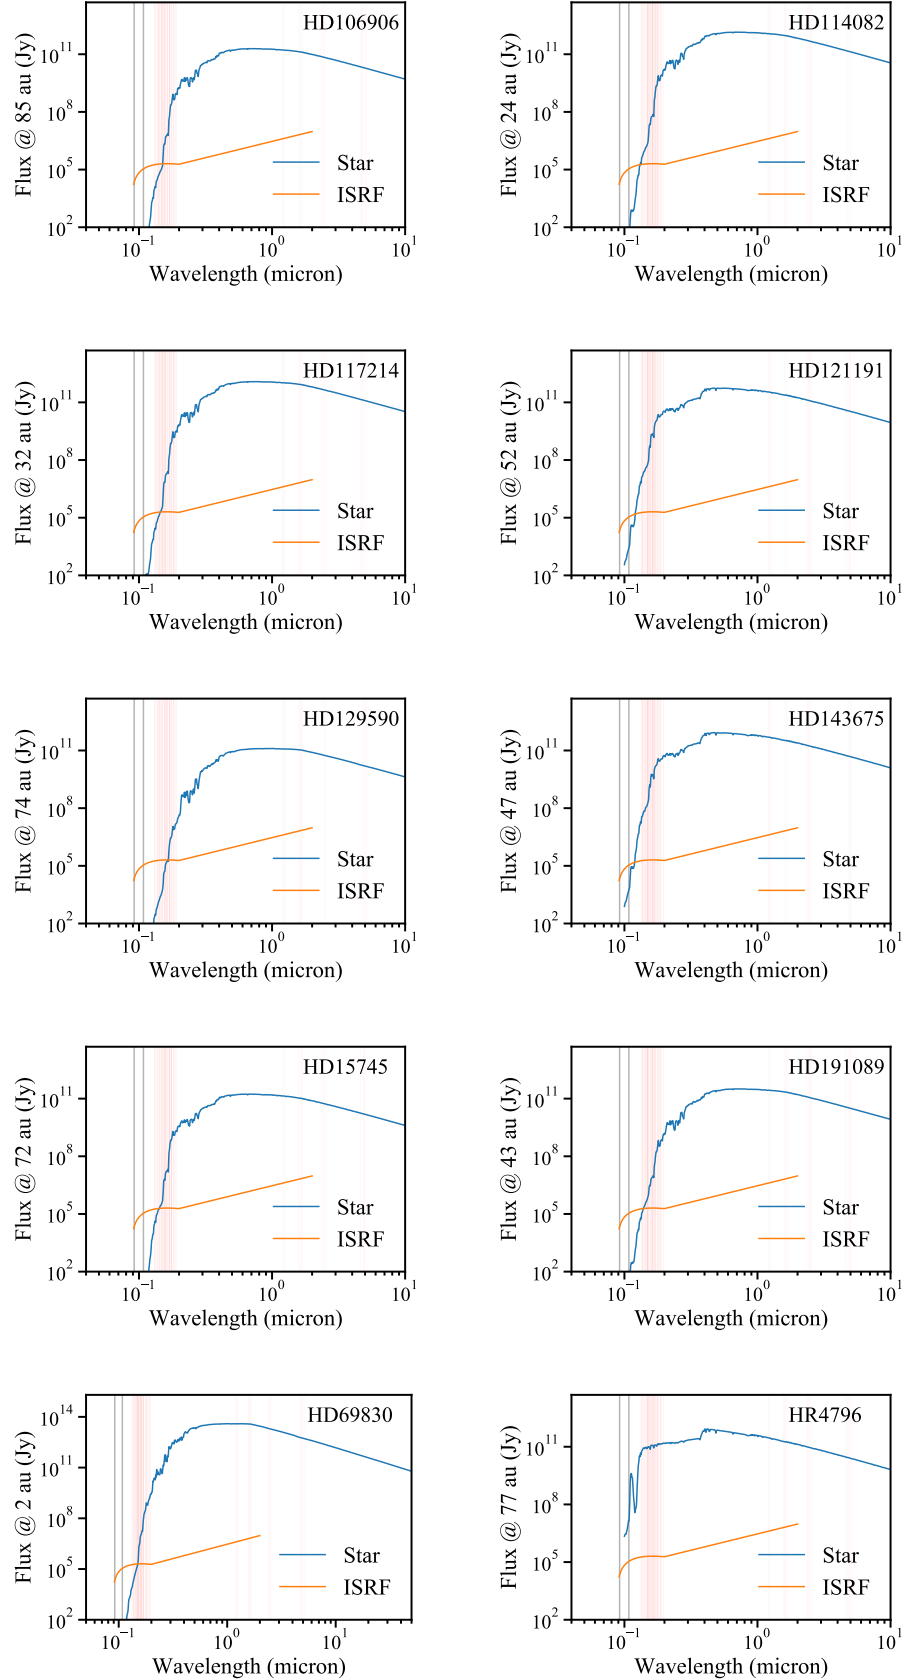 HD106906
Flux @ 85 au (Jy)
10^11
10^8
10^5
10^2
Star
ISRF
10^−1 10^0 10^1
Wavelength (micron)
HD114082
Flux @ 24 au (Jy)
10^11
10^8
10^5
10^2
Star
ISRF
10^−1 10^0 10^1
Wavelength (micron)
HD117214
Flux @ 32 au (Jy)
10^11
10^8
10^5
10^2
Star
ISRF
10^−1 10^0 10^1
Wavelength (micron)
HD121191
Flux @ 52 au (Jy)
10^11
10^8
10^5
10^2
Star
ISRF
10^−1 10^0 10^1
Wavelength (micron)
HD129590
Flux @ 74 au (Jy)
10^11
10^8
10^5
10^2
Star
ISRF
10^−1 10^0 10^1
Wavelength (micron)
HD143675
Flux @ 47 au (Jy)
10^11
10^8
10^5
10^2
Star
ISRF
10^−1 10^0 10^1
Wavelength (micron)
HD15745
Flux @ 72 au (Jy)
10^11
10^8
10^5
10^2
Star
ISRF
10^−1 10^0 10^1
Wavelength (micron)
HD191089
Flux @ 43 au (Jy)
10^11
10^8
10^5
10^2
Star
ISRF
10^−1 10^0 10^1
Wavelength (micron)
HD69830
Flux @ 2 au (Jy)
10^14
10^11
10^8
10^5
10^2
Star
ISRF
10^−1 10^0 10^1
Wavelength (micron)
HR4796
Flux @ 77 au (Jy)
10^11
10^8
10^5
10^2
Star
ISRF
10^−1 10^0 10^1
Wavelength (micron)